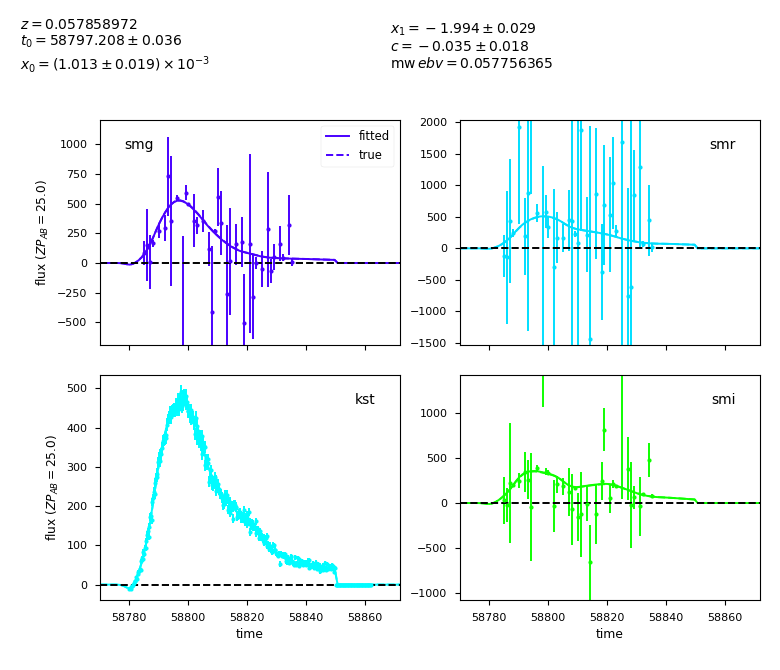 z = 0.057858972
t₀ = 58797.208 ± 0.036
x₀ = (1.013 ± 0.019) × 10⁻³
x₁ = −1.994 ± 0.029
c = −0.035 ± 0.018
mw ebv = 0.057756365
smg
fitted
true
1000
750
500
250
0
−250
−500
flux (ZP_AB = 25.0)
smr
2000
1500
1000
500
0
−500
−1000
−1500
kst
500
400
300
200
100
0
flux (ZP_AB = 25.0)
58780
58800
58820
58840
58860
time
smi
1000
500
0
−500
−1000
58780
58800
58820
58840
58860
time